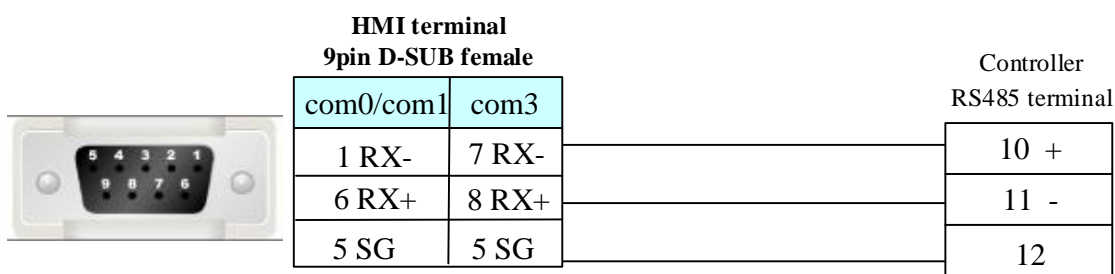 HMI terminal
9pin D-SUB female
Controller
RS485 terminal
com0/com1 com3
1 RX- 7 RX- 10 +
6 RX+ 8 RX+ 11 -
5 SG 5 SG 12
5 4 3 2 1
9 8 7 6